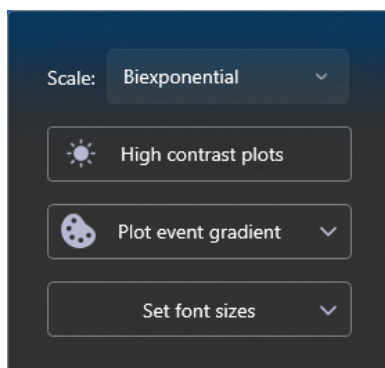 Scale: Biexponential
High contrast plots
Plot event gradient
Set font sizes